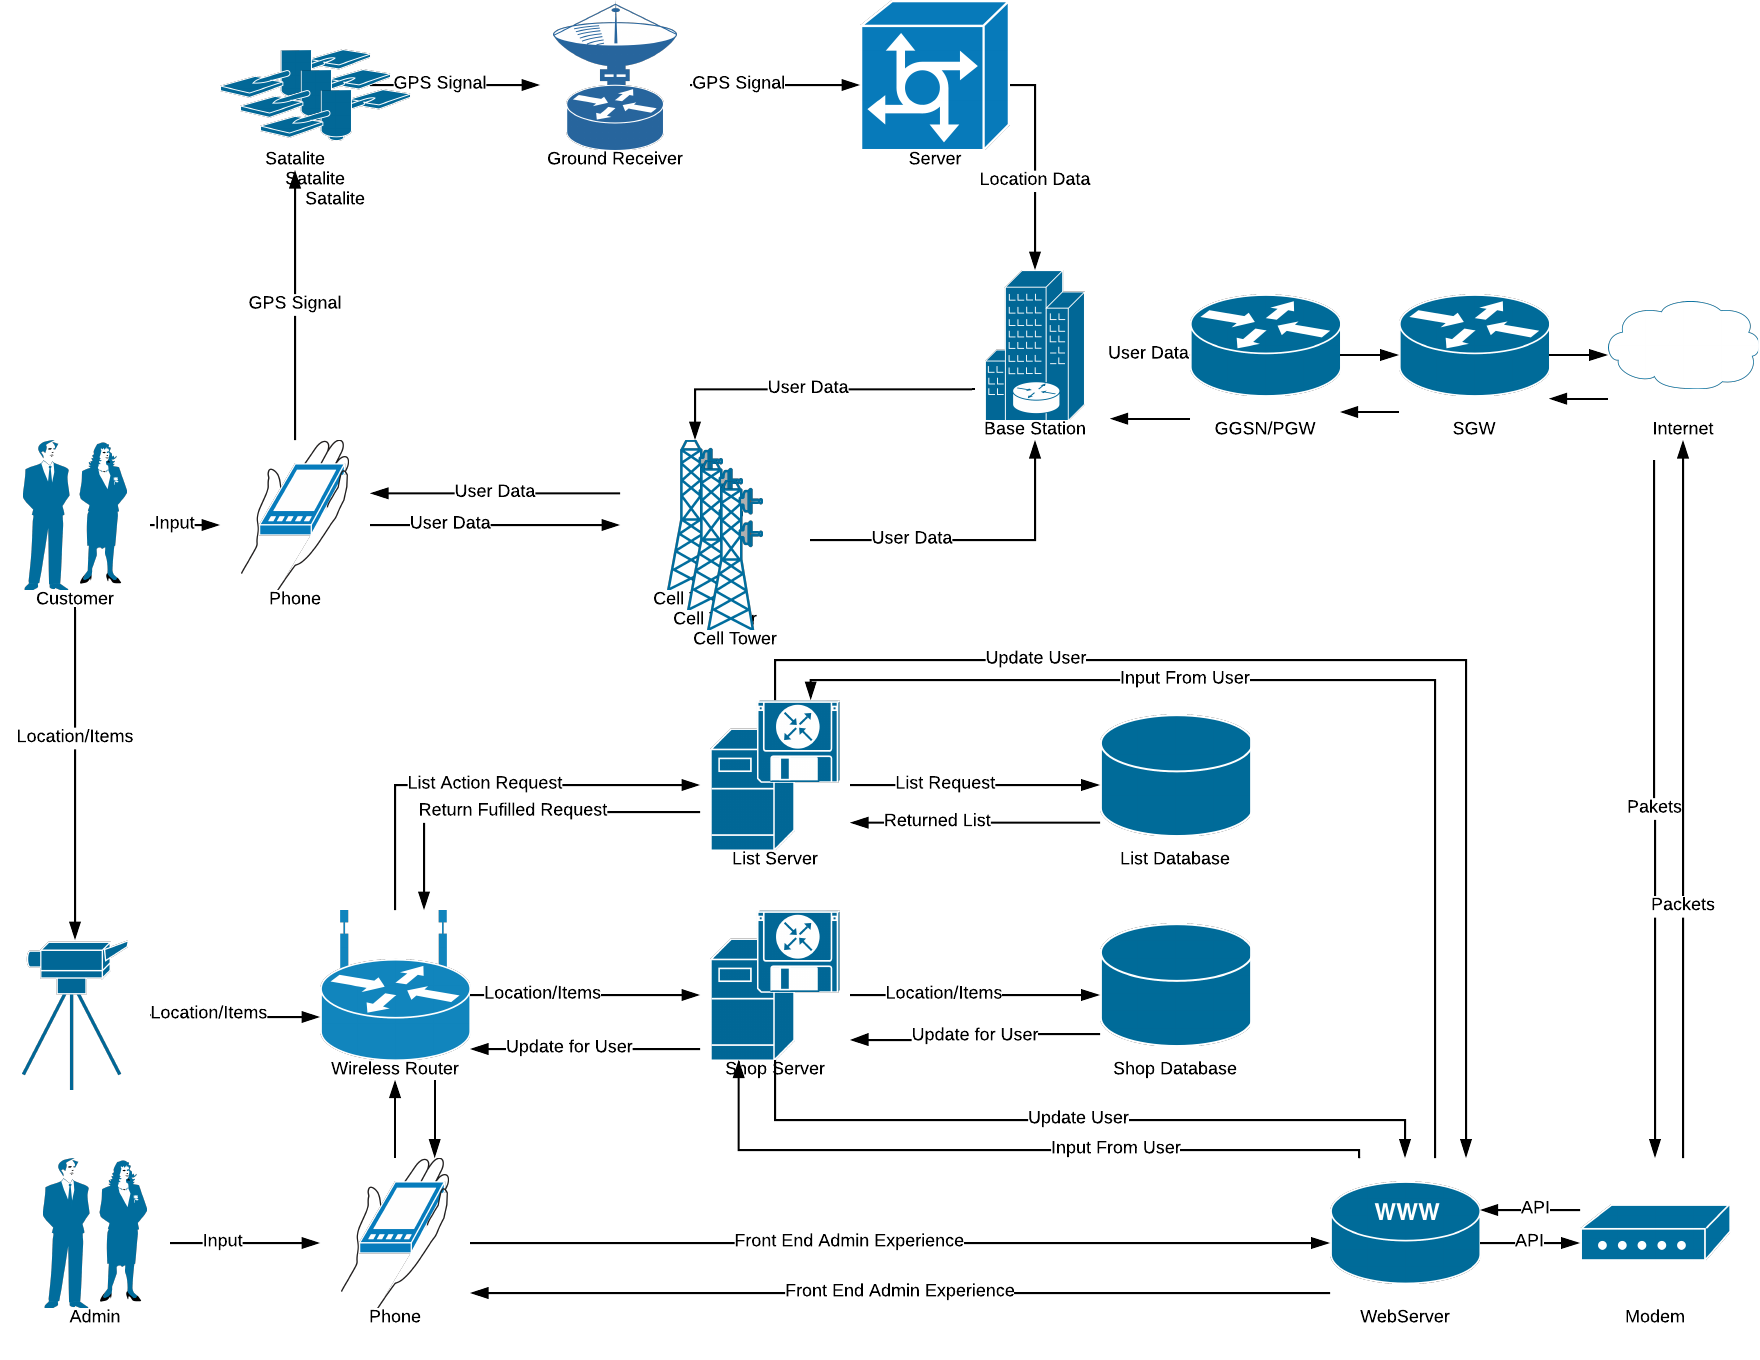 GPS Signal
GPS Signal
Satalite
Satalite
Satalite
Ground Receiver
Server
Location Data
GPS Signal
User Data
User Data
Base Station
GGSN/PGW
SGW
Internet
User Data
User Data
Input
User Data
Customer
Phone
Cell
Cell
Cell Tower
Update User
Input From User
Location/Items
List Action Request
Return Fufilled Request
List Request
Returned List
Pakets
List Server
List Database
Packets
Location/Items
Location/Items
Location/Items
Update for User
Update for User
Wireless Router
Shop Server
Shop Database
Update User
Input From User
WWW
API
API
Input
Front End Admin Experience
Front End Admin Experience
Admin
Phone
WebServer
Modem